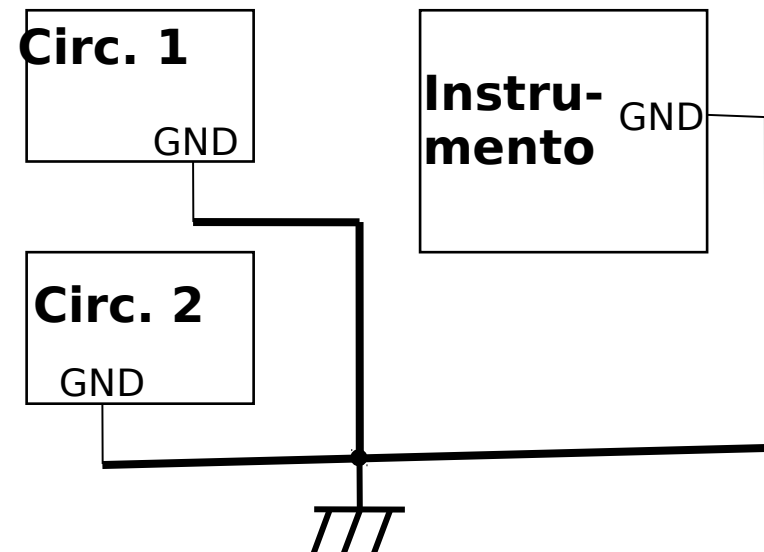 Circ. 1
GND
Instru-
mento
GND
Circ. 2
GND